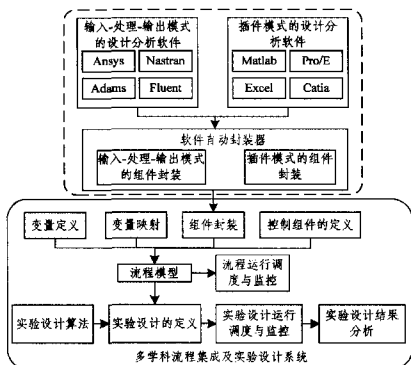 输入-处理-输出模式
的设计分析软件
Ansys
Nastran
Adams
Fluent
插件模式的设计分
析软件
Matlab
Pro/E
Excel
Catia
软件自动封装器
输入-处理-输出模式
的组件封装
插件模式的组件
封装
变量定义
变量映射
组件封装
控制组件的定义
流程模型
流程运行调
度与监控
实验设计算法
实验设计的定义
实验设计运行
调度与监控
实验设计结果
分析
多学科流程集成及实验设计系统